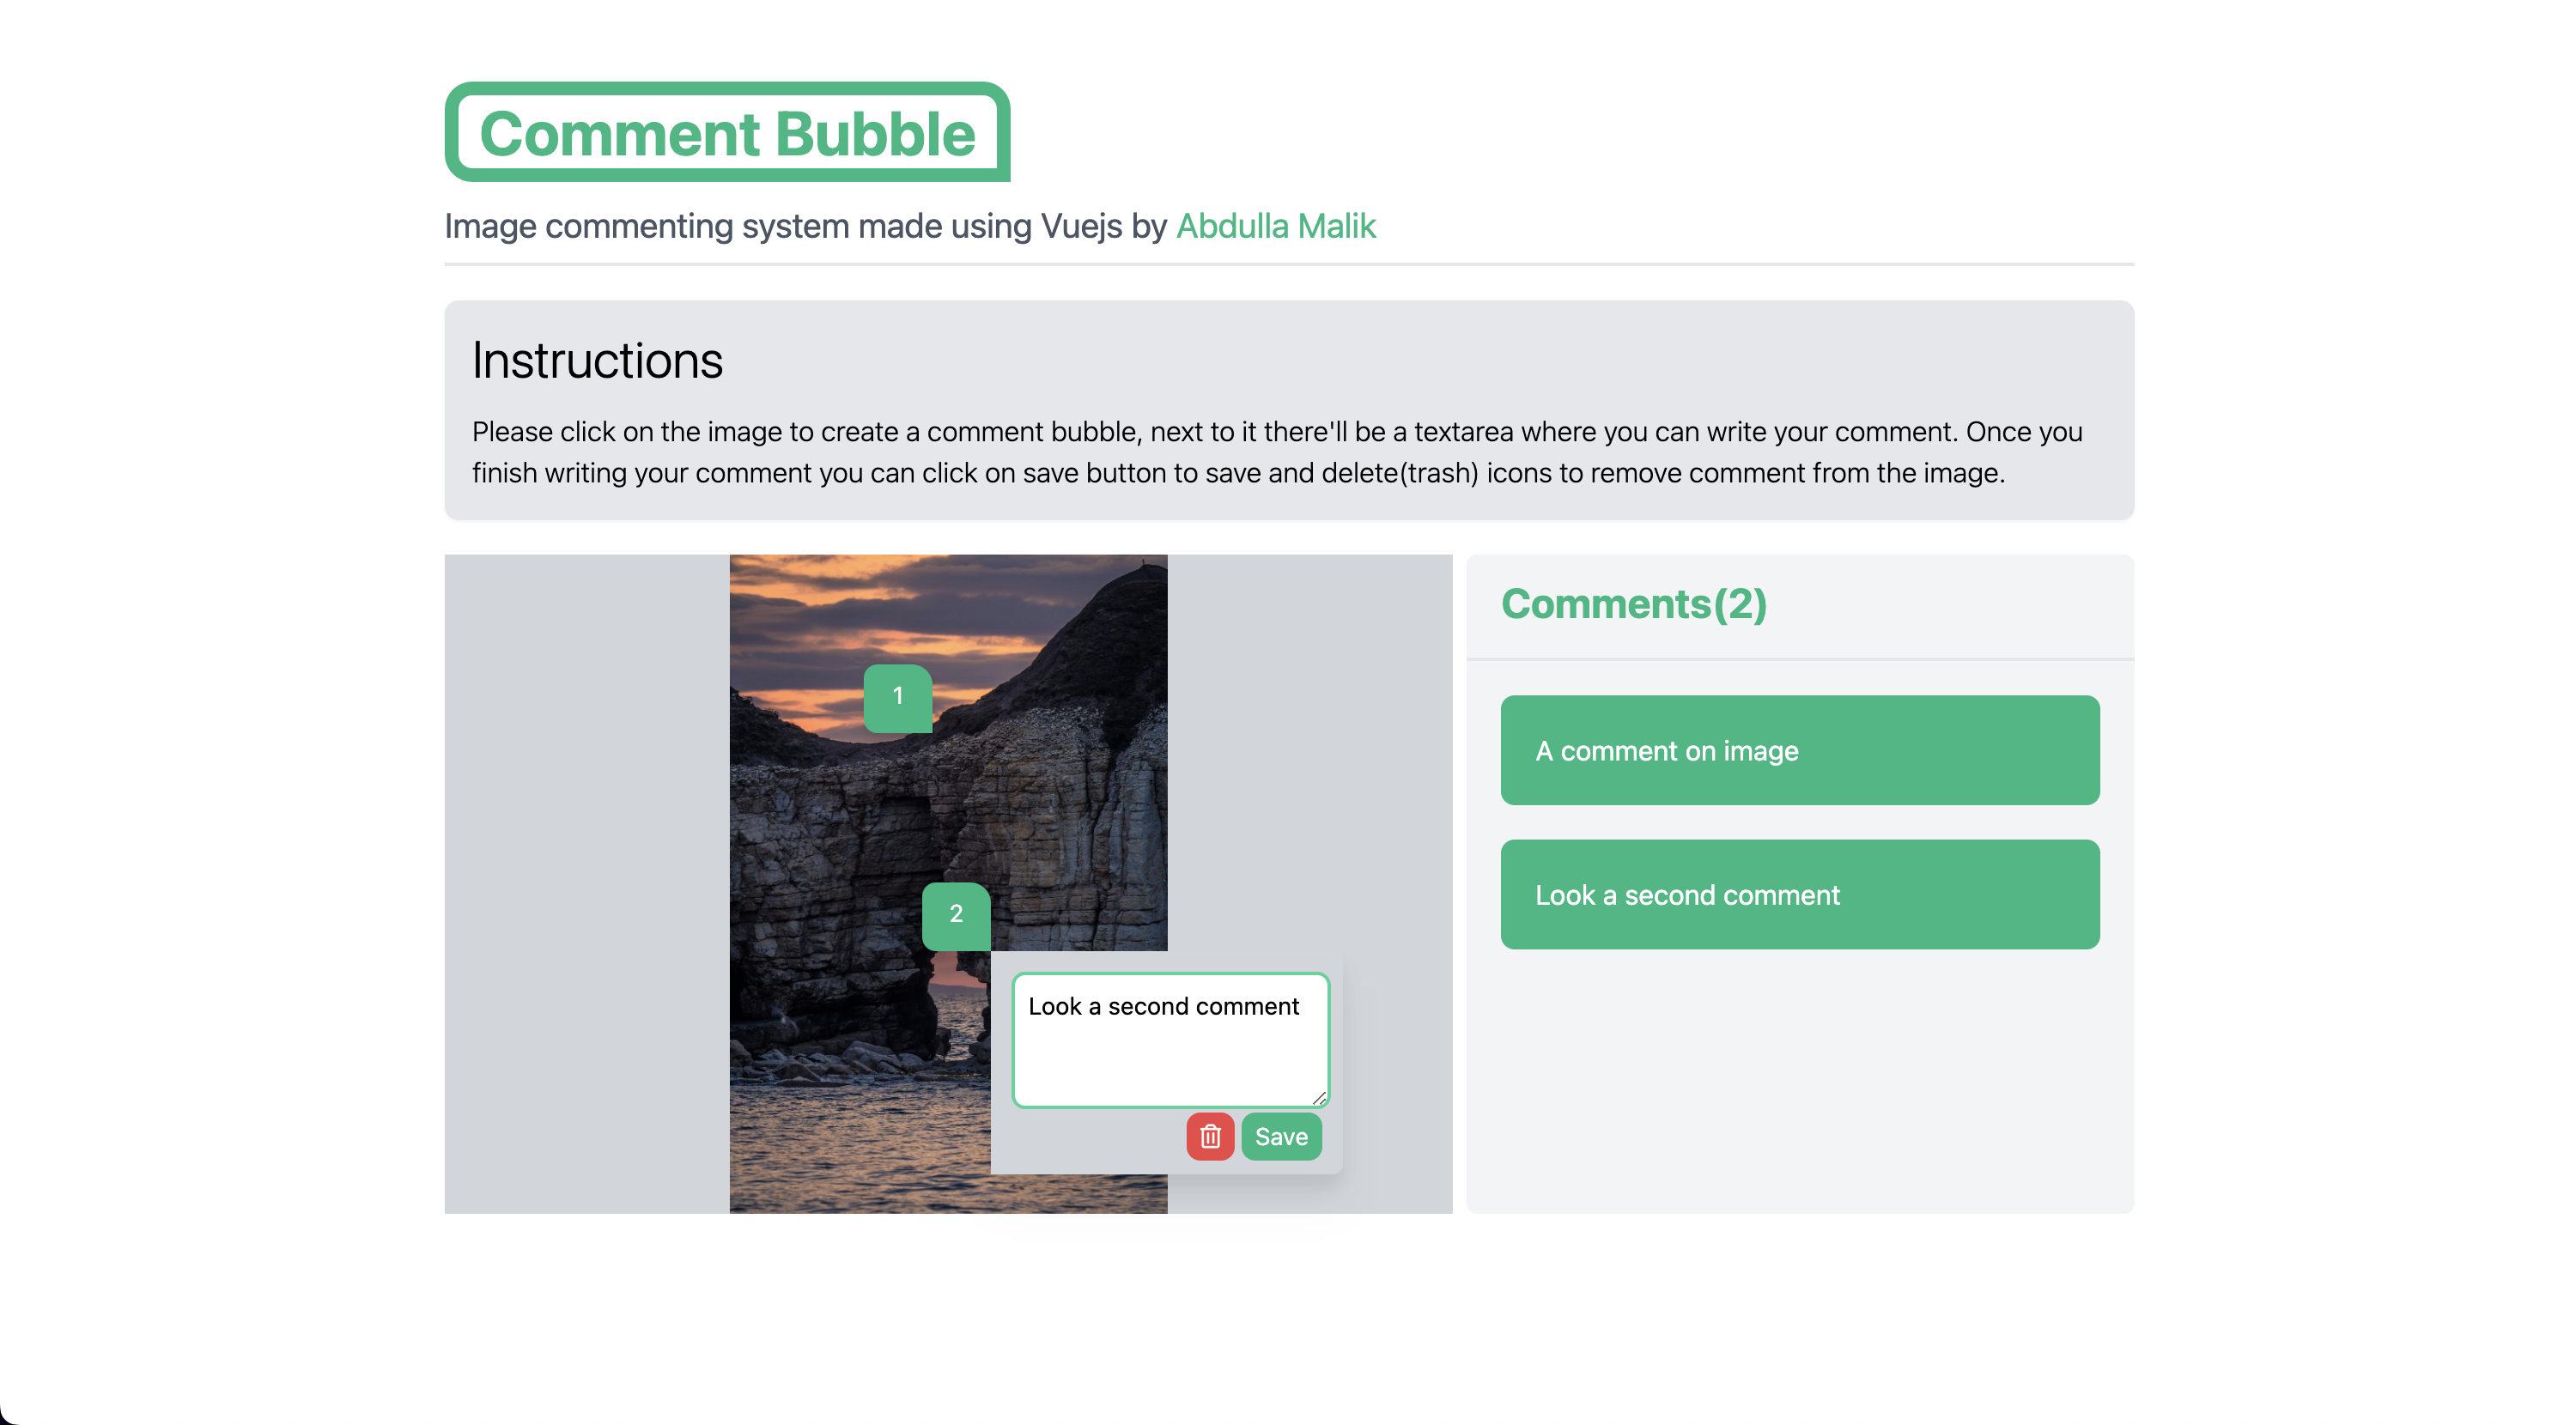 Comment Bubble
Image commenting system made using Vuejs by Abdulla Malik
Instructions
Please click on the image to create a comment bubble, next to it there'll be a textarea where you can write your comment. Once you
finish writing your comment you can click on save button to save and delete(trash) icons to remove comment from the image.
1
2
Look a second comment
Save
Comments(2)
A comment on image
Look a second comment